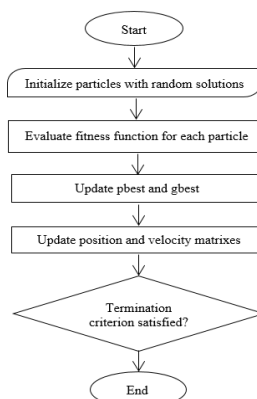 Start
Initialize particles with random solutions
Evaluate fitness function for each particle
Update pbest and gbest
Update position and velocity matrixes
Termination
criterion satisfied?
End